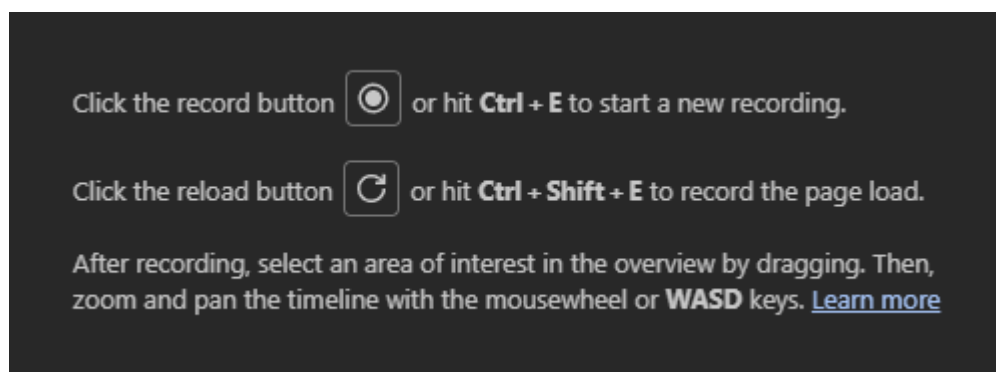 Click the record button or hit Ctrl + E to start a new recording.
Click the reload button or hit Ctrl + Shift + E to record the page load.
After recording, select an area of interest in the overview by dragging. Then,
zoom and pan the timeline with the mousewheel or WASD keys. Learn more